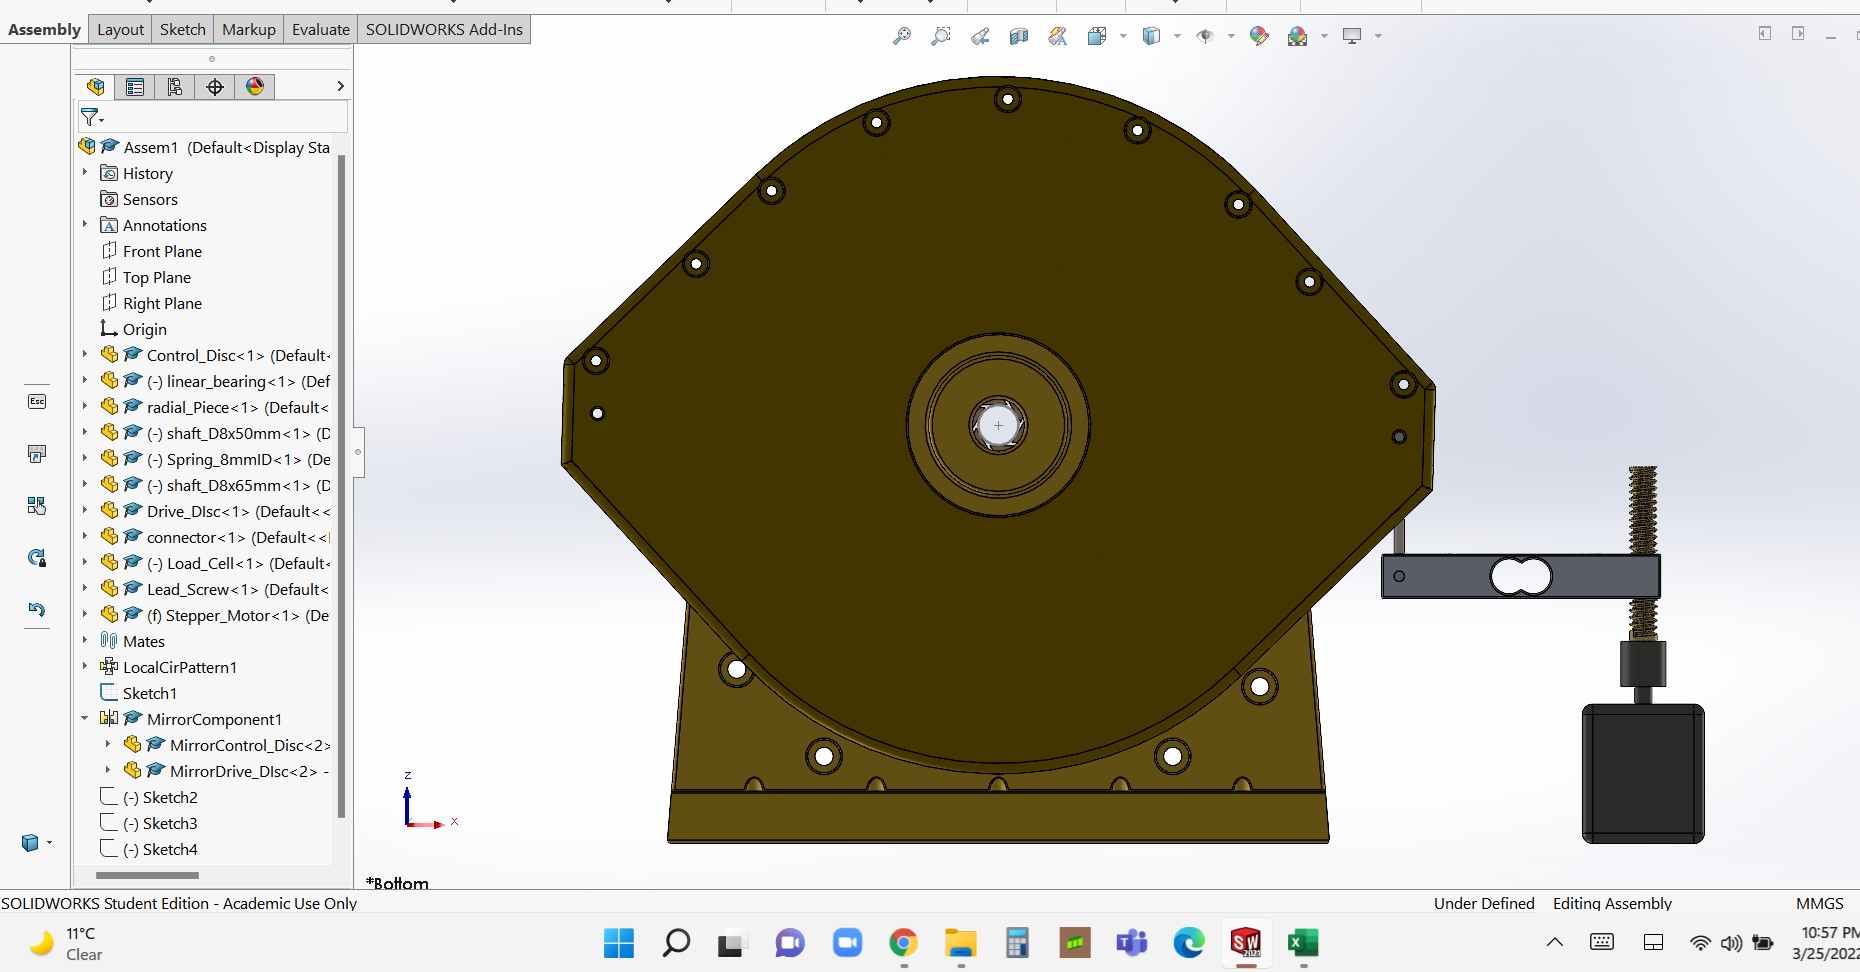 Assembly Layout Sketch Markup Evaluate SOLIDWORKS Add-Ins
Assem1 (Default<Display Sta
History
Sensors
A Annotations
Front Plane
Top Plane
Right Plane
Origin
Control_Disc<1> (Default<
(-) linear_bearing<1> (Def
radial_Piece<1> (Default<
(-) shaft_D8x50mm<1> (D
(-) Spring_8mmID<1> (De
(-) shaft_D8x65mm<1> (D
Drive_DIsc<1> (Default<<
connector<1> (Default<<
(-) Load_Cell<1> (Default<
Lead_Screw<1> (Default<
(f) Stepper_Motor<1> (De
Mates
LocalCirPattern1
Sketch1
MirrorComponent1
MirrorControl_Disc<2>
MirrorDrive_DIsc<2> -
(-) Sketch2
(-) Sketch3
(-) Sketch4
Esc
z
x
*Bottom
SOLIDWORKS Student Edition - Academic Use Only
Under Defined Editing Assembly MMGS
11°C
Clear
SW
2021
X
10:57 PM
3/25/2022